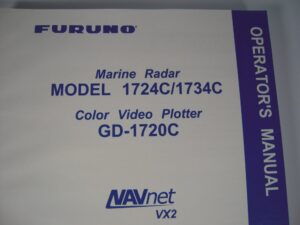 FURUNO
Marine Radar
MODEL 1724C/1734C
Color Video Plotter
GD-1720C
NAVnet
VX2
OPERATOR'S MANUAL